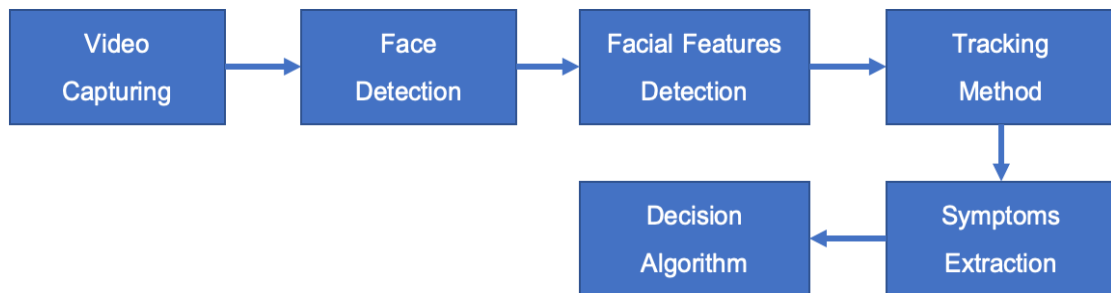 Video
Capturing
Face
Detection
Facial Features
Detection
Tracking
Method
Symptoms
Extraction
Decision
Algorithm